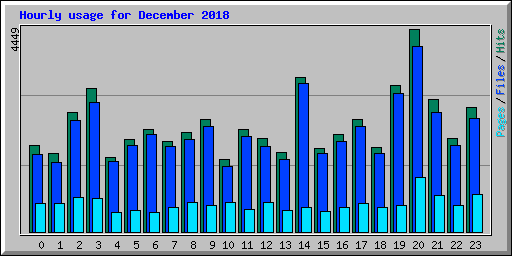 Hourly usage for December 2018
4449
Pages / Files / Hits
0 1 2 3 4 5 6 7 8 9 10 11 12 13 14 15 16 17 18 19 20 21 22 23